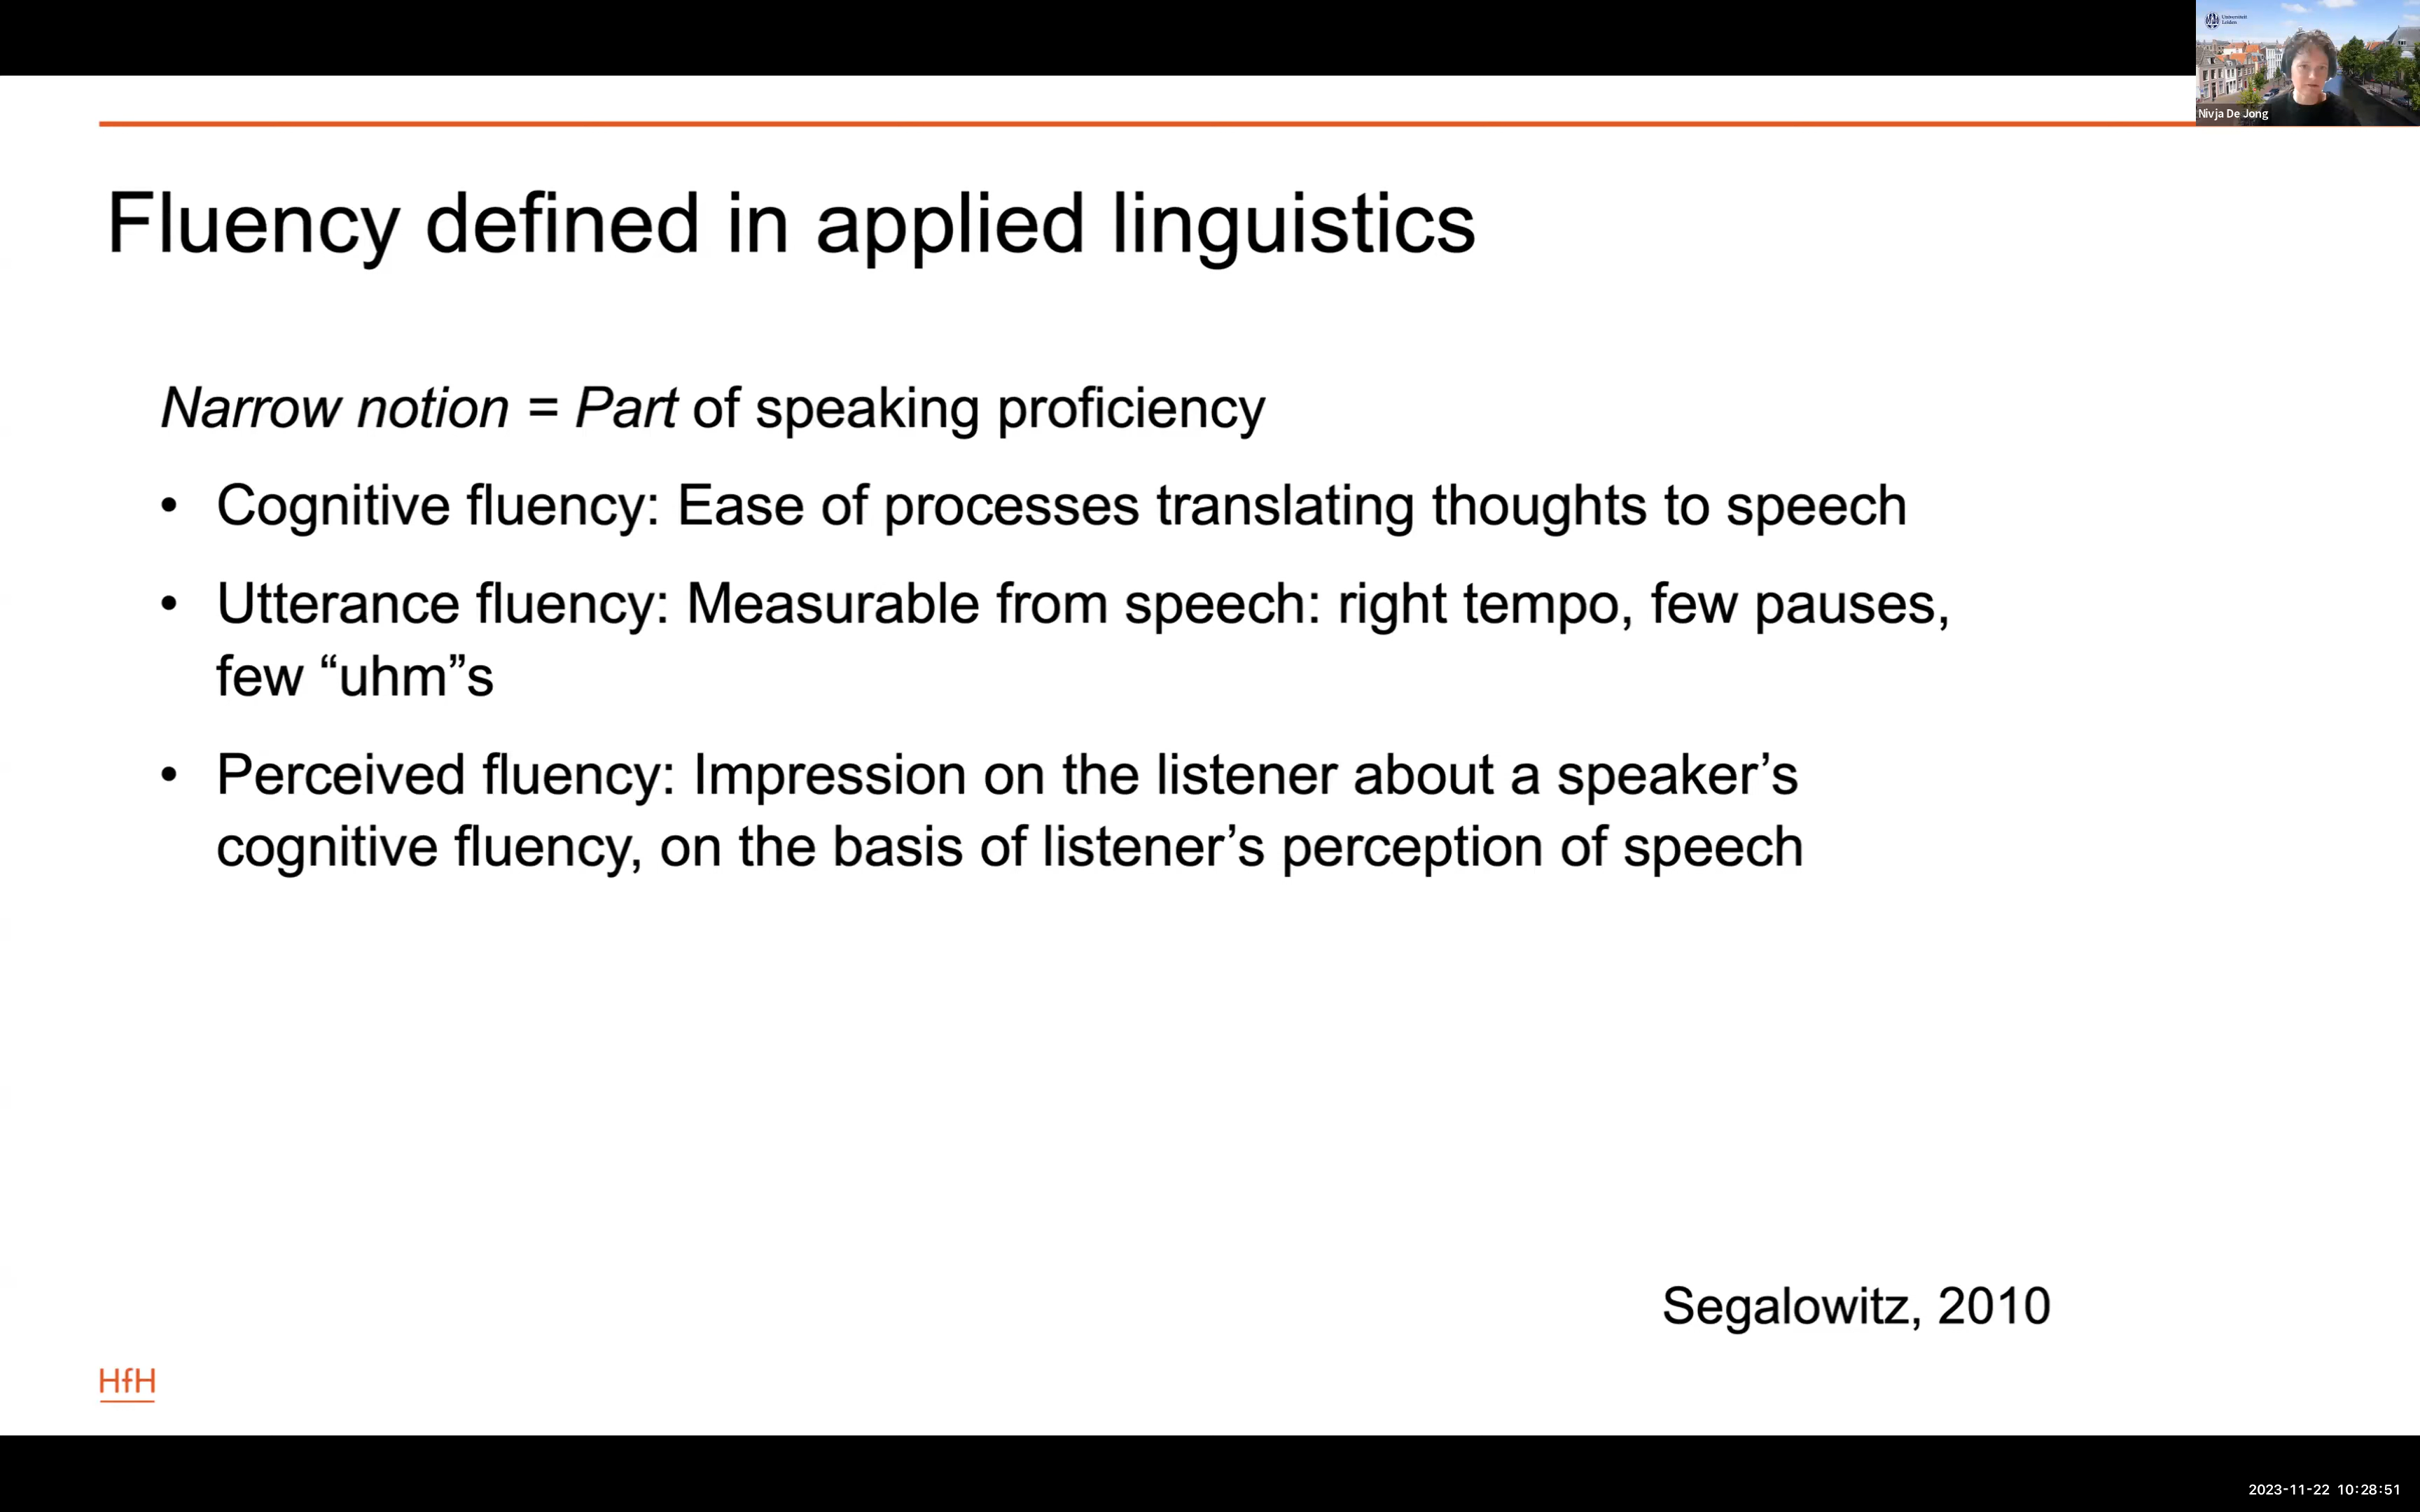 Universiteit
Leiden
Nivja De Jong
Fluency defined in applied linguistics
Narrow notion = Part of speaking proficiency
• Cognitive fluency: Ease of processes translating thoughts to speech
• Utterance fluency: Measurable from speech: right tempo, few pauses,
few “uhm”s
• Perceived fluency: Impression on the listener about a speaker’s
cognitive fluency, on the basis of listener’s perception of speech
Segalowitz, 2010
HfH
2023-11-22 10:28:51